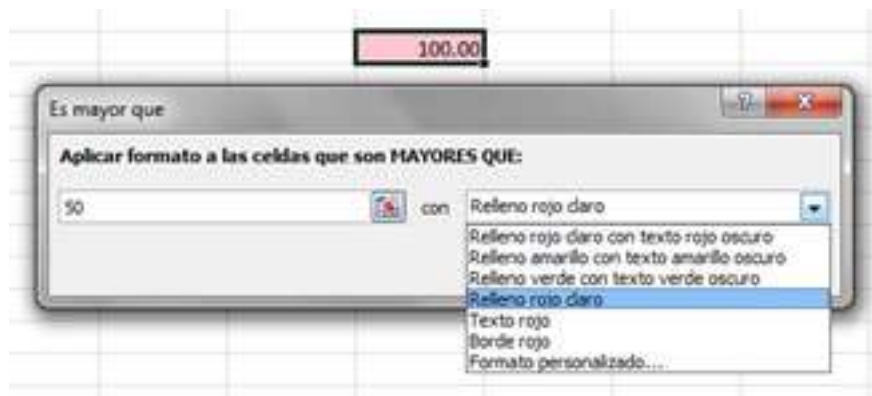 100.00
Es mayor que
Aplicar formato a las celdas que son MAYORES QUE:
50 con Relleno rojo claro
Relleno rojo claro con texto rojo oscuro
Relleno amarillo con texto amarillo oscuro
Relleno verde con texto verde oscuro
Relleno rojo claro
Texto rojo
Borde rojo
Formato personalizado....